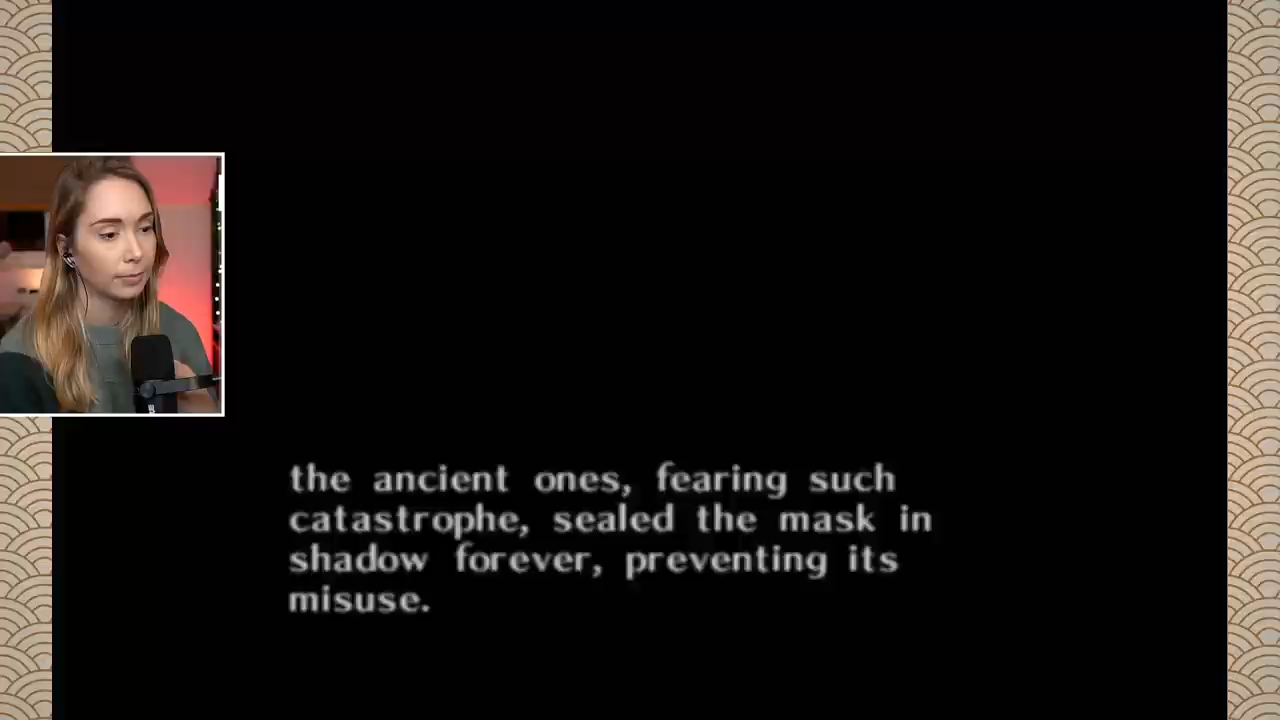 the ancient ones, fearing such
catastrophe, sealed the mask in
shadow forever, preventing its
misuse.